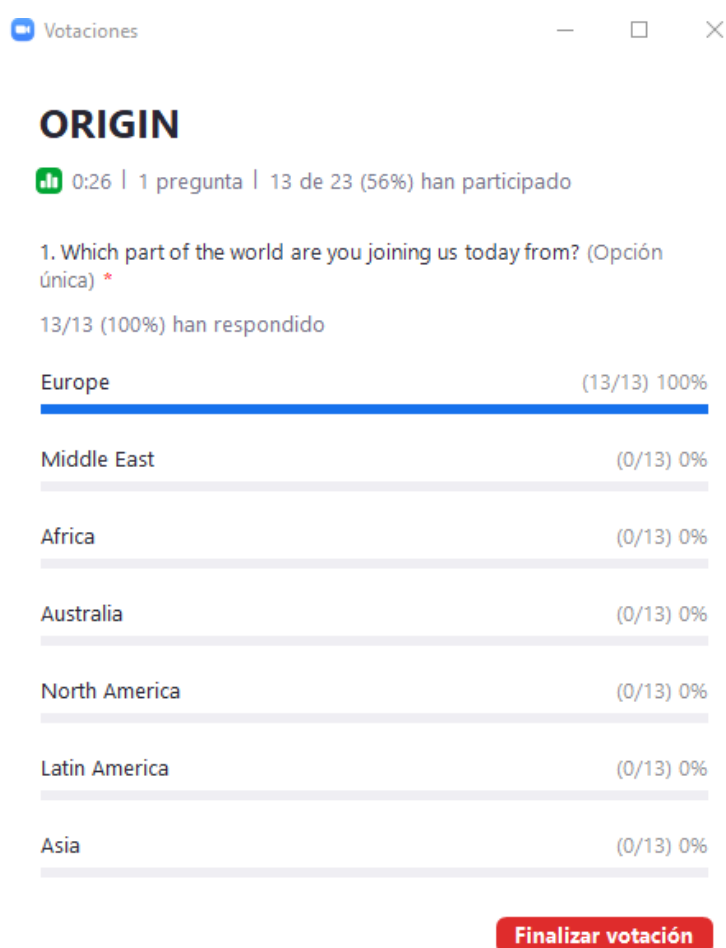 Votaciones
ORIGIN
0:26 | 1 pregunta | 13 de 23 (56%) han participado
1. Which part of the world are you joining us today from? (Opción
única) *
13/13 (100%) han respondido
Europe (13/13) 100%
Middle East (0/13) 0%
Africa (0/13) 0%
Australia (0/13) 0%
North America (0/13) 0%
Latin America (0/13) 0%
Asia (0/13) 0%
Finalizar votación